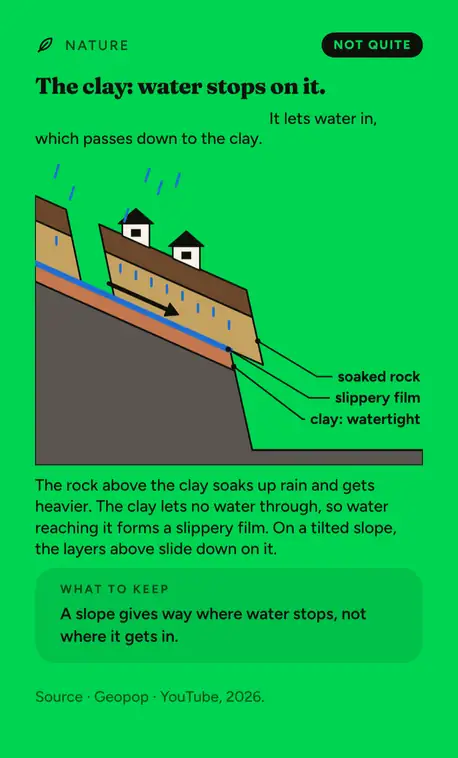 NATURE
NOT QUITE
The clay: water stops on it.
It lets water in,
which passes down to the clay.
soaked rock
slippery film
clay: watertight
The rock above the clay soaks up rain and gets
heavier. The clay lets no water through, so water
reaching it forms a slippery film. On a tilted slope,
the layers above slide down on it.
WHAT TO KEEP
A slope gives way where water stops, not
where it gets in.
Source · Geopop · YouTube, 2026.